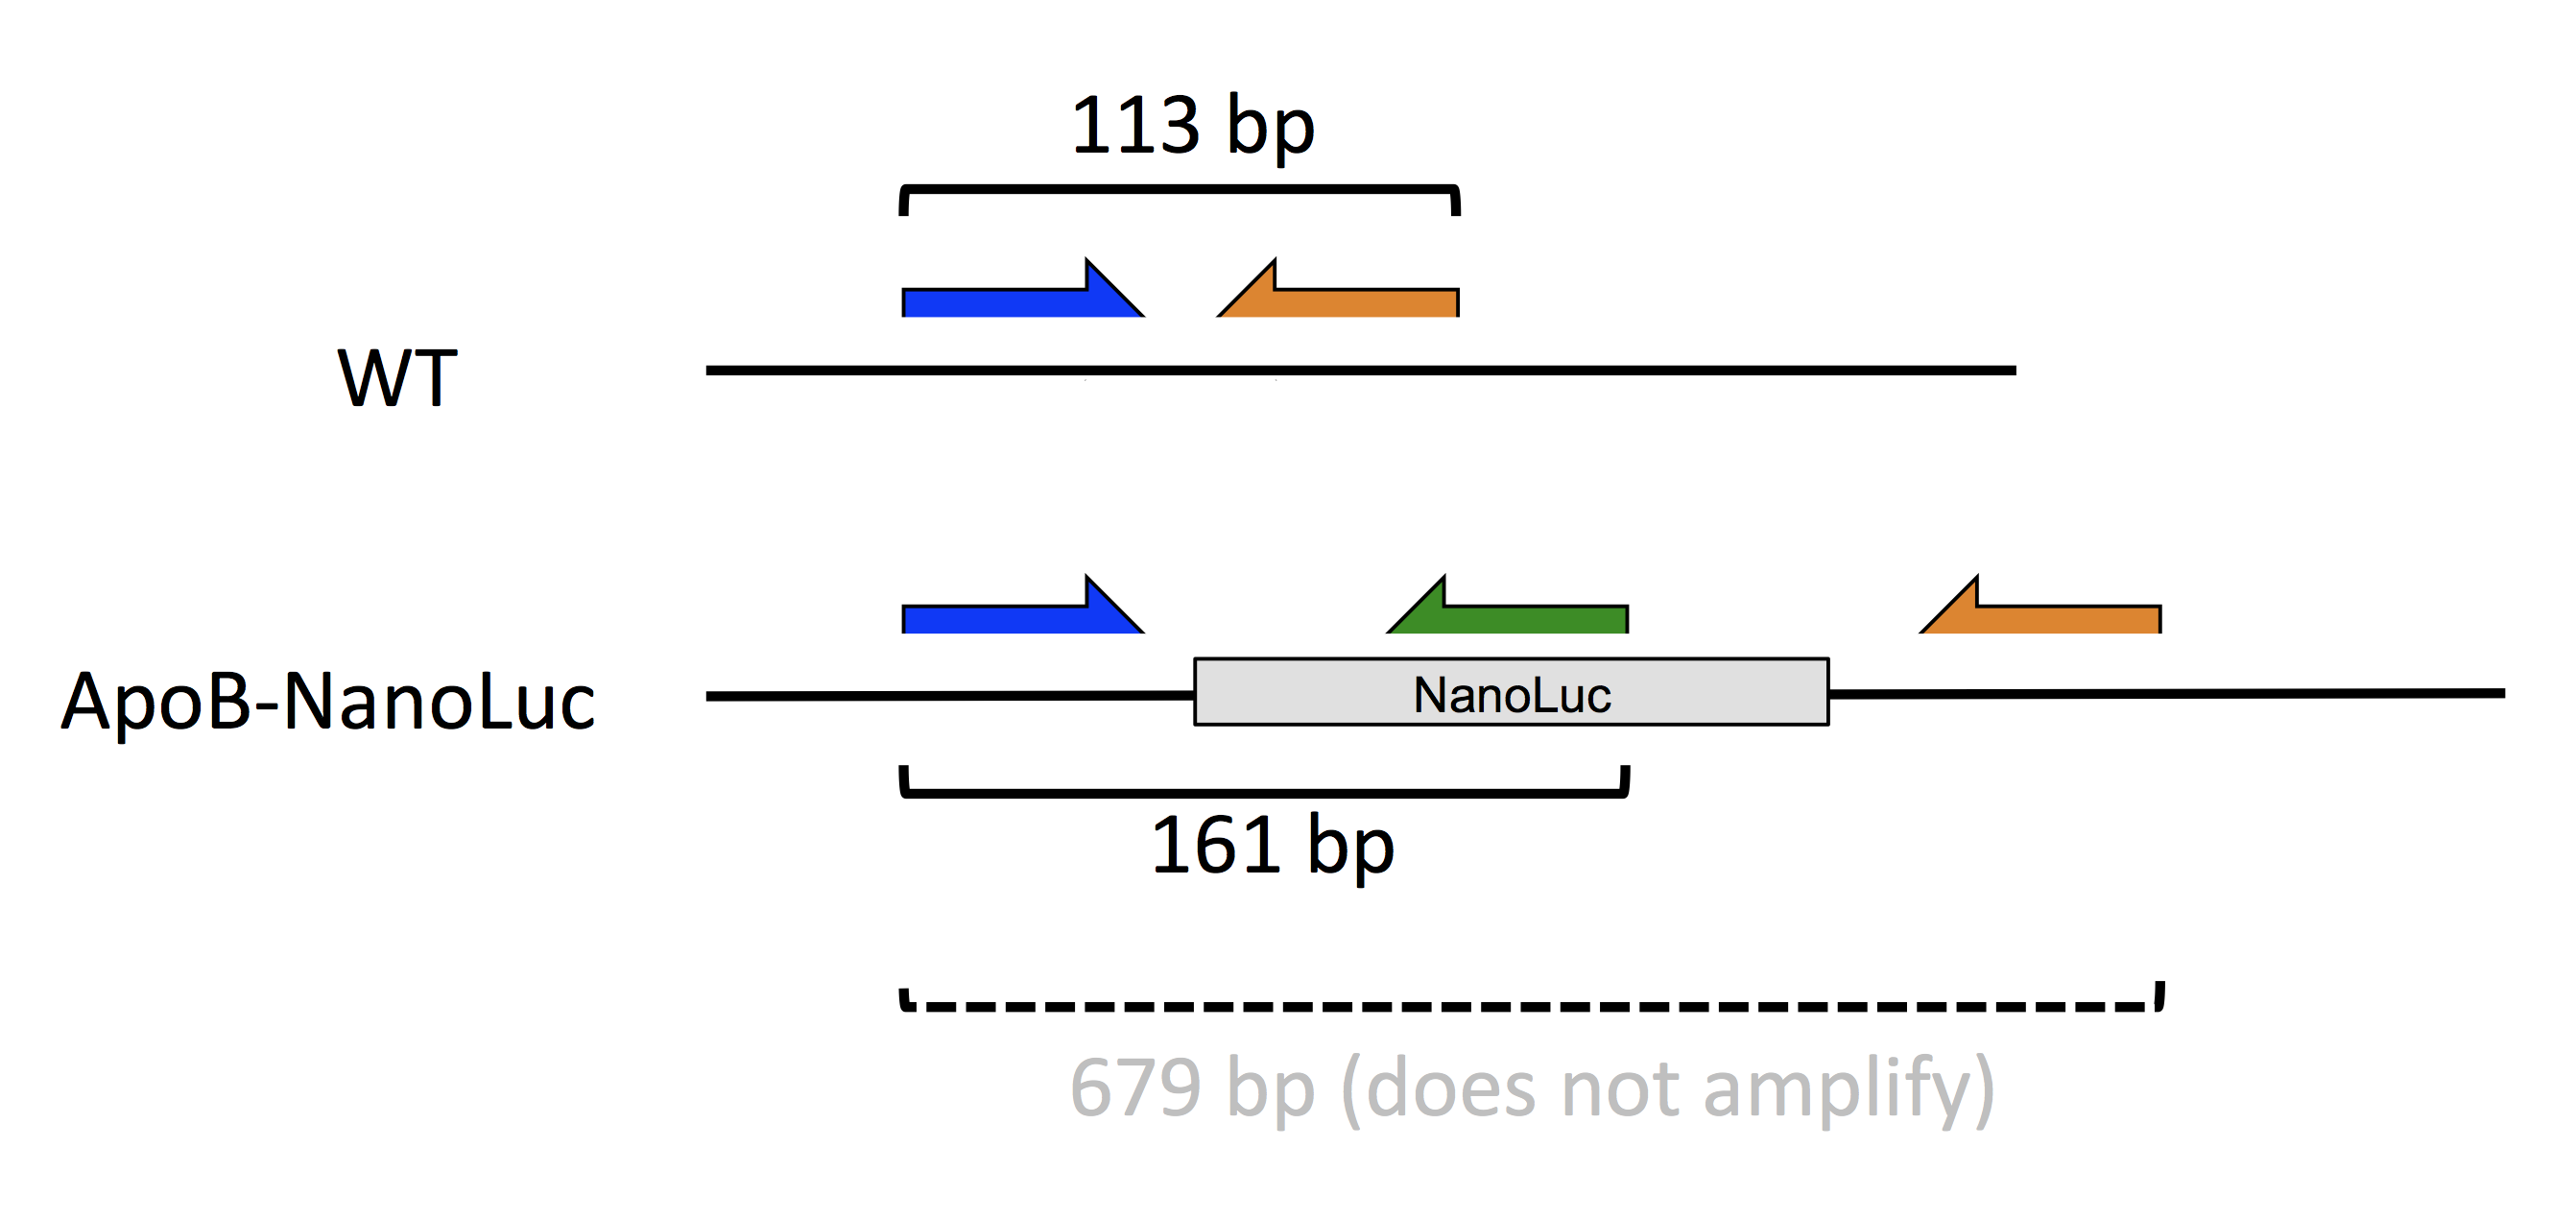 113 bp
WT
ApoB-NanoLuc
NanoLuc
161 bp
679 bp (does not amplify)